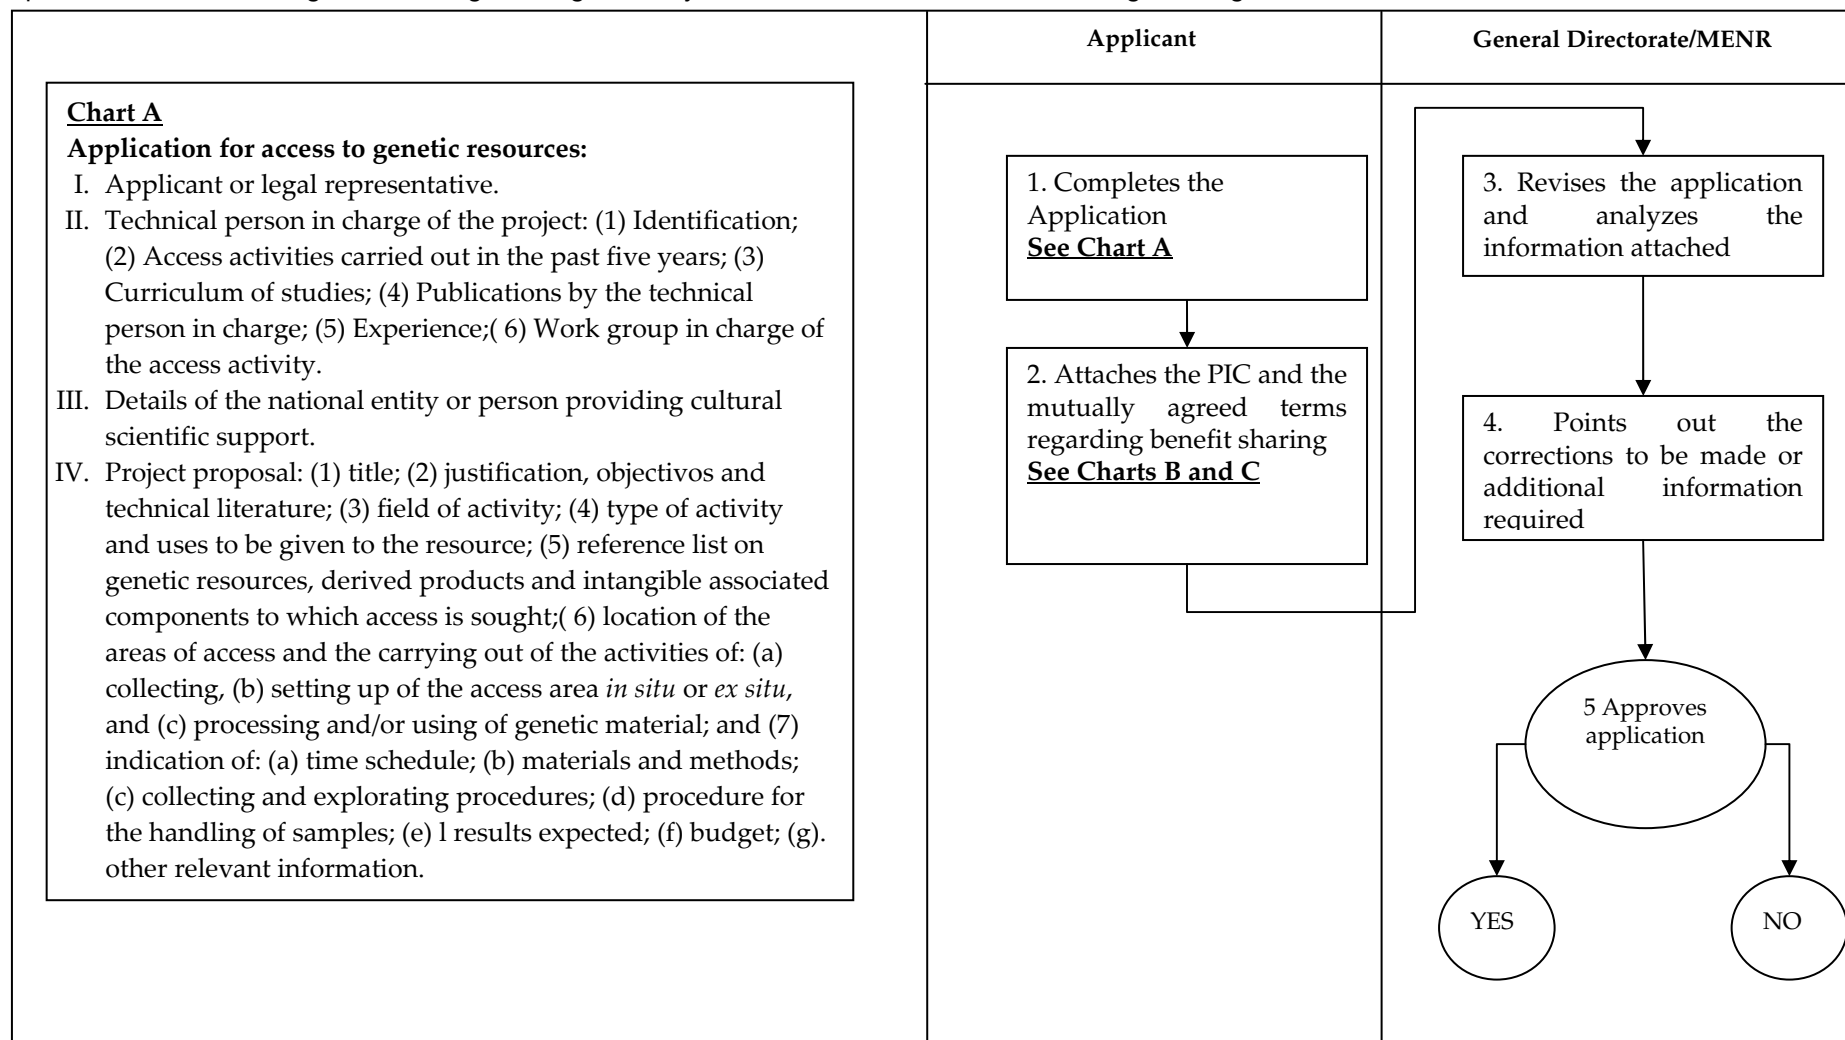 Applicant
General Directorate/MENR
Chart A
Application for access to genetic resources:
I. Applicant or legal representative.
II. Technical person in charge of the project: (1) Identification;
(2) Access activities carried out in the past five years; (3)
Curriculum of studies; (4) Publications by the technical
person in charge; (5) Experience;( 6) Work group in charge of
the access activity.
III. Details of the national entity or person providing cultural
scientific support.
IV. Project proposal: (1) title; (2) justification, objectivos and
technical literature; (3) field of activity; (4) type of activity
and uses to be given to the resource; (5) reference list on
genetic resources, derived products and intangible associated
components to which access is sought;( 6) location of the
areas of access and the carrying out of the activities of: (a)
collecting, (b) setting up of the access area in situ or ex situ,
and (c) processing and/or using of genetic material; and (7)
indication of: (a) time schedule; (b) materials and methods;
(c) collecting and explorating procedures; (d) procedure for
the handling of samples; (e) l results expected; (f) budget; (g).
other relevant information.
1. Completes the
Application
See Chart A
2. Attaches the PIC and the
mutually agreed terms
regarding benefit sharing
See Charts B and C
3. Revises the application
and analyzes the
information attached
4. Points out the
corrections to be made or
additional information
required
5 Approves
application
YES
NO